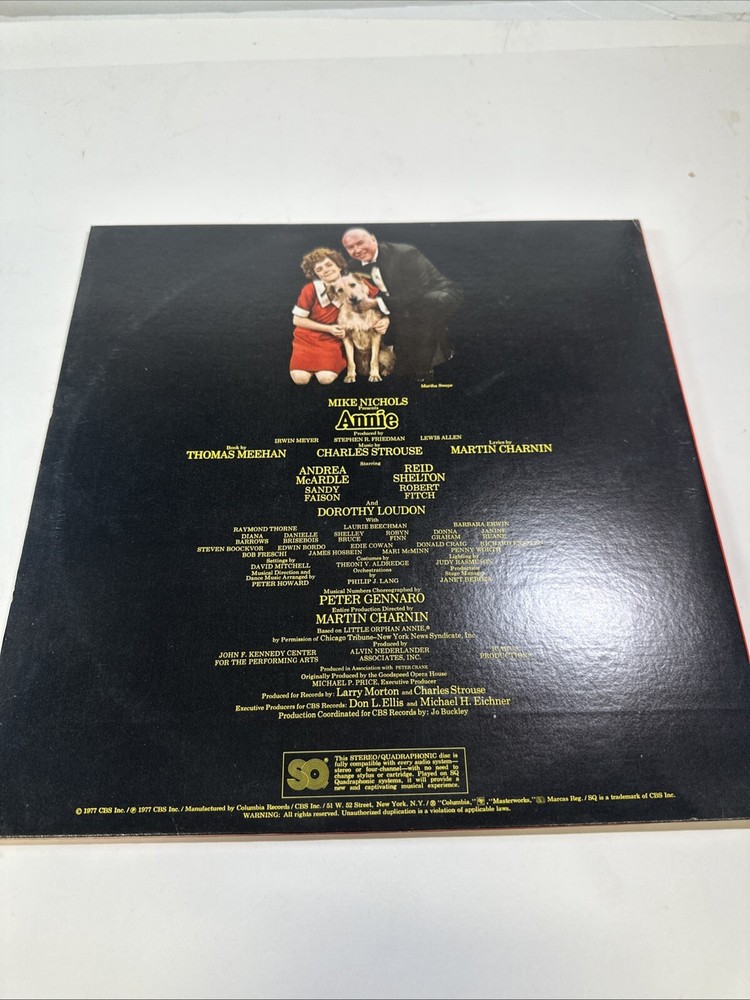 Martha Swope
MIKE NICHOLS
Presents
Annie
Produced by
IRWIN MEYER STEPHEN R. FRIEDMAN LEWIS ALLEN
Book by Music by Lyrics by
THOMAS MEEHAN CHARLES STROUSE MARTIN CHARNIN
Starring
ANDREA REID
McARDLE SHELTON
SANDY ROBERT
FAISON FITCH
And
DOROTHY LOUDON
With
RAYMOND THORNE LAURIE BEECHMAN BARBARA ERWIN
DIANA DANIELLE SHELLEY ROBYN DONNA JANINE
BARROWS BRISEBOIS BRUCE FINN GRAHAM RUANE
STEVEN BOOCKVOR EDWIN BORDO EDIE COWAN DONALD CRAIG RICHARD
BOB FRESCHI JAMES HOSBEIN MARI McMINN PENNY WORTH
Settings by Costumes by Lighting by
DAVID MITCHELL THEONI V. ALDREDGE JUDY RASMUSON
Musical Direction and Orchestrations Production
Dance Music Arranged by by Stage Manager
PETER HOWARD PHILIP J. LANG JANET
Musical Numbers Choreographed by
PETER GENNARO
Entire Production Directed by
MARTIN CHARNIN
Based on LITTLE ORPHAN ANNIE,®
by Permission of Chicago Tribune-New York News Syndicate, Inc.
Produced by
JOHN F. KENNEDY CENTER ALVIN NEDERLANDER
FOR THE PERFORMING ARTS ASSOCIATES, INC. PRODUCTION
Produced in Association with PETER CRANE
Originally Produced by the Goodspeed Opera House
MICHAEL P. PRICE, Executive Producer
Produced for Records by: Larry Morton and Charles Strouse
Executive Producers for CBS Records: Don L. Ellis and Michael H. Eichner
Production Coordinated for CBS Records by: Jo Buckley
SQ
This STEREO/QUADRAPHONIC disc is
fully compatible with every audio system—
stereo or four-channel—with no need to
change stylus or cartridge. Played on SQ
Quadraphonic systems, it will provide a
new and captivating musical experience.
© 1977 CBS Inc./℗ 1977 CBS Inc./Manufactured by Columbia Records/CBS Inc./51 W. 52 Street, New York, N.Y./® "Columbia," "Masterworks," Marcas Reg./SQ is a trademark of CBS Inc.
WARNING: All rights reserved. Unauthorized duplication is a violation of applicable laws.